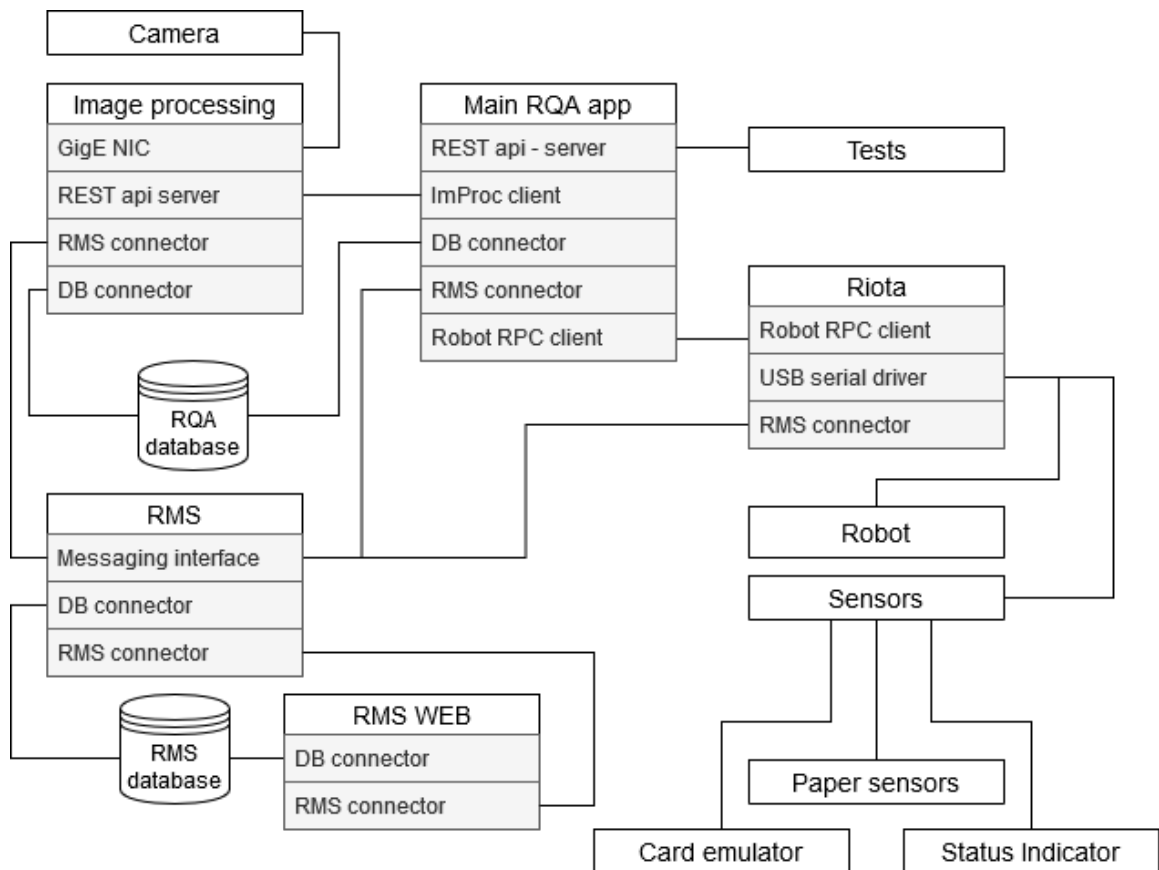 Camera
Image processing
GigE NIC
REST api server
RMS connector
DB connector
Main RQA app
REST api - server
ImProc client
DB connector
RMS connector
Robot RPC client
Tests
Riota
Robot RPC client
USB serial driver
RMS connector
RQA
database
RMS
Messaging interface
DB connector
RMS connector
Robot
Sensors
RMS
database
RMS WEB
DB connector
RMS connector
Paper sensors
Card emulator
Status Indicator